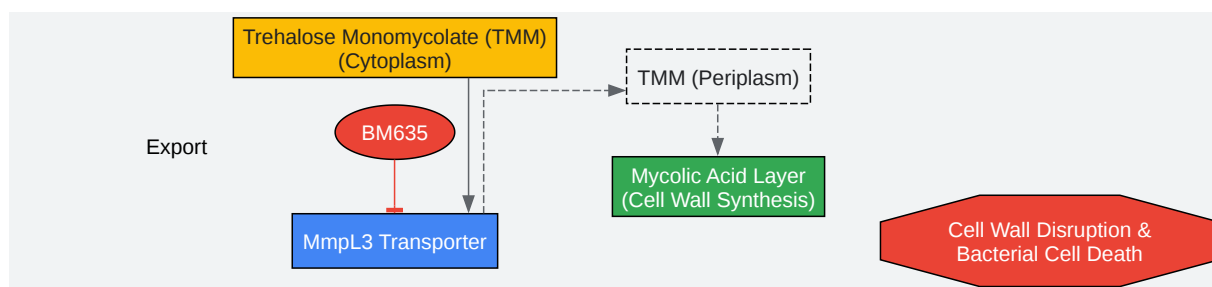 Trehalose Monomycolate (TMM)
(Cytoplasm)
TMM (Periplasm)
BM635
Export
Mycolic Acid Layer
(Cell Wall Synthesis)
MmpL3 Transporter
Cell Wall Disruption &
Bacterial Cell Death